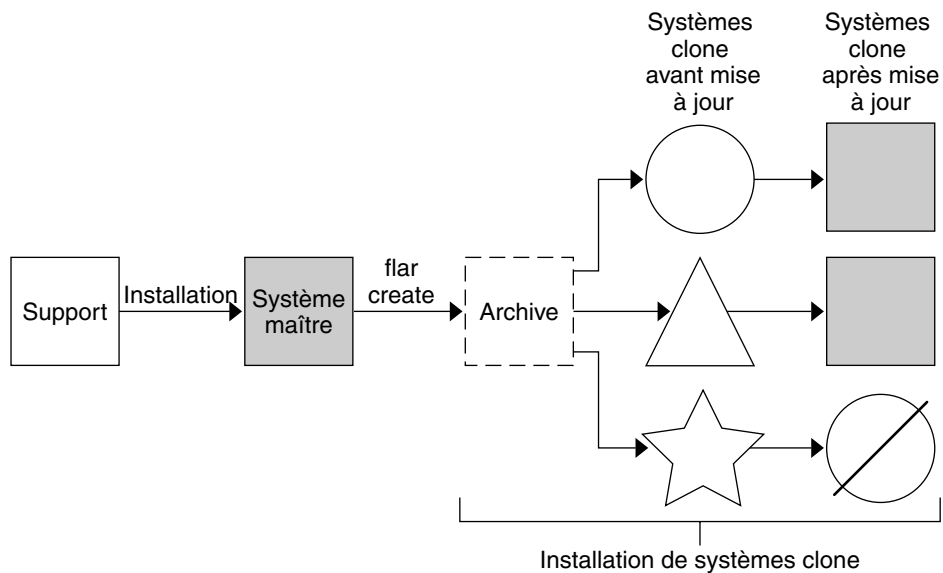 Systèmes
clone
avant mise
à jour
Systèmes
clone
après mise
à jour
Support
Installation
Système
maître
flar
create
Archive
Installation de systèmes clone